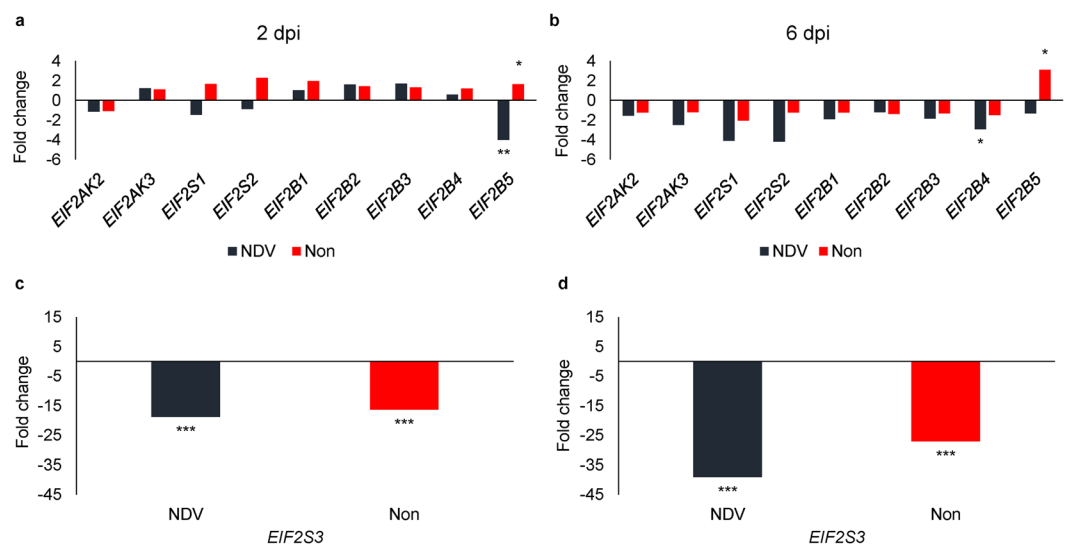 a
2 dpi
Fold change
4
2
0
-2
-4
-6
*
**
EIF2AK2
EIF2AK3
EIF2S1
EIF2S2
EIF2B1
EIF2B2
EIF2B3
EIF2B4
EIF2B5
NDV Non
b
6 dpi
Fold change
4
2
0
-2
-4
-6
*
*
EIF2AK2
EIF2AK3
EIF2S1
EIF2S2
EIF2B1
EIF2B2
EIF2B3
EIF2B4
EIF2B5
NDV Non
c
Fold change
15
5
-5
-15
-25
-35
-45
***
***
NDV Non
EIF2S3
d
Fold change
15
5
-5
-15
-25
-35
-45
***
***
NDV Non
EIF2S3